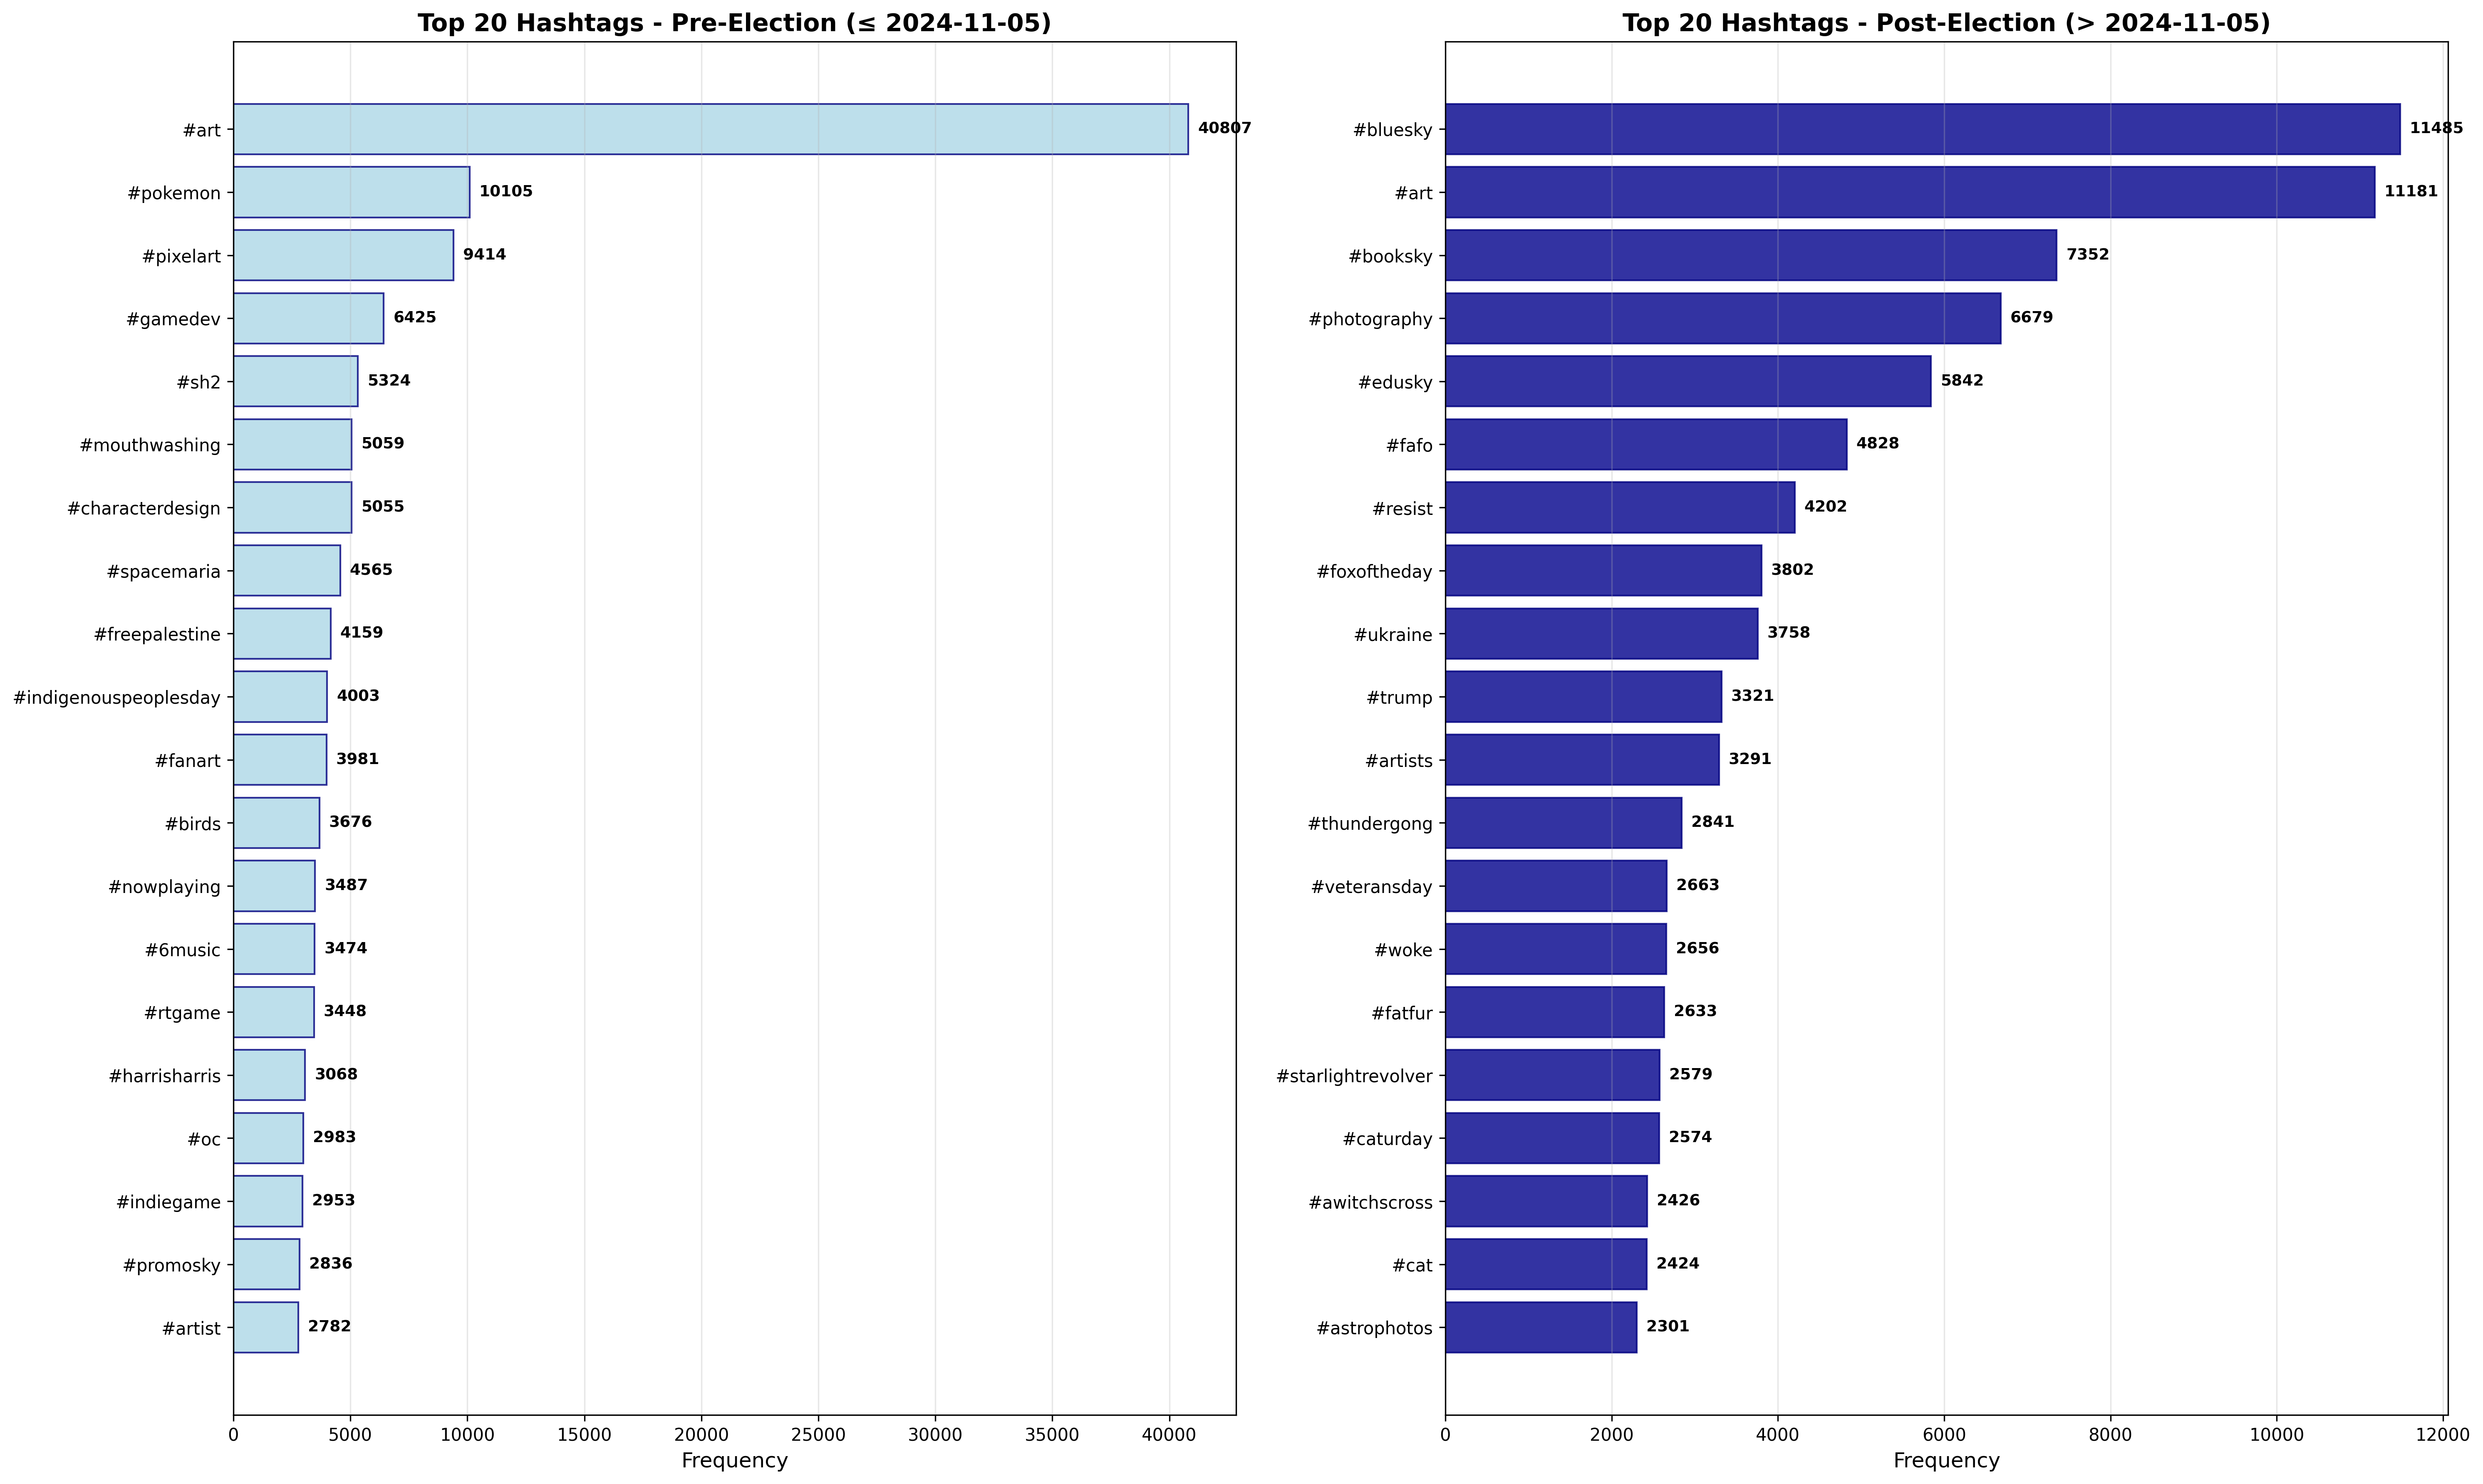 Top 20 Hashtags - Pre-Election (≤ 2024-11-05)
#art 40807
#pokemon 10105
#pixelart 9414
#gamedev 6425
#sh2 5324
#mouthwashing 5059
#characterdesign 5055
#spacemaria 4565
#freepalestine 4159
#indigenouspeoplesday 4003
#fanart 3981
#birds 3676
#nowplaying 3487
#6music 3474
#rtgame 3448
#harrisharris 3068
#oc 2983
#indiegame 2953
#promosky 2836
#artist 2782
0 5000 10000 15000 20000 25000 30000 35000 40000
Frequency
Top 20 Hashtags - Post-Election (> 2024-11-05)
#bluesky 11485
#art 11181
#booksky 7352
#photography 6679
#edusky 5842
#fafo 4828
#resist 4202
#foxoftheday 3802
#ukraine 3758
#trump 3321
#artists 3291
#thundergong 2841
#veteransday 2663
#woke 2656
#fatfur 2633
#starlightrevolver 2579
#caturday 2574
#awitchscross 2426
#cat 2424
#astrophotos 2301
0 2000 4000 6000 8000 10000 12000
Frequency